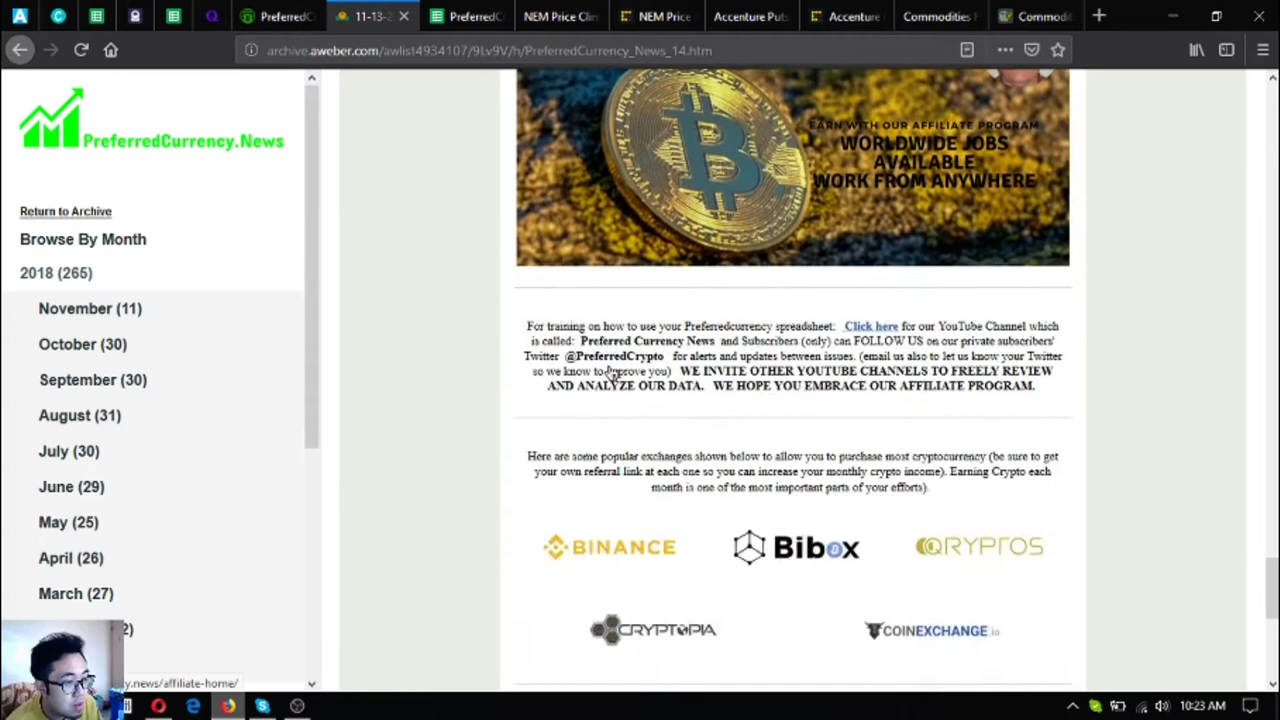 PreferredC
11-13-2
PreferredC
NEM Price Clim
NEM Price
Accenture Puts
Accenture
Commodities
Commodi
archive.aweber.com/awlist4934107/9Lv9V/h/PreferredCurrency_News_14.htm
PreferredCurrency.News
Return to Archive
Browse By Month
2018 (265)
November (11)
October (30)
September (30)
August (31)
July (30)
June (29)
May (25)
April (26)
March (27)
2)
y.news/affiliate-home/
EARN WITH OUR AFFILIATE PROGRAM
WORLDWIDE JOBS
AVAILABLE
WORK FROM ANYWHERE
For training on how to use your Preferredcurrency spreadsheet: Click here for our YouTube Channel which
is called: Preferred Currency News and Subscribers (only) can FOLLOW US on our private subscribers'
Twitter @PreferredCrypto for alerts and updates between issues. (email us also to let us know your Twitter
so we know to improve you) WE INVITE OTHER YOUTUBE CHANNELS TO FREELY REVIEW
AND ANALYZE OUR DATA. WE HOPE YOU EMBRACE OUR AFFILIATE PROGRAM.
Here are some popular exchanges shown below to allow you to purchase most cryptocurrency (be sure to get
your own referral link at each one so you can increase your monthly crypto income). Earning Crypto each
month is one of the most important parts of your efforts).
BINANCE
Bibox
QRYPTOS
CRYPTOPIA
COINEXCHANGE.io
10:23 AM